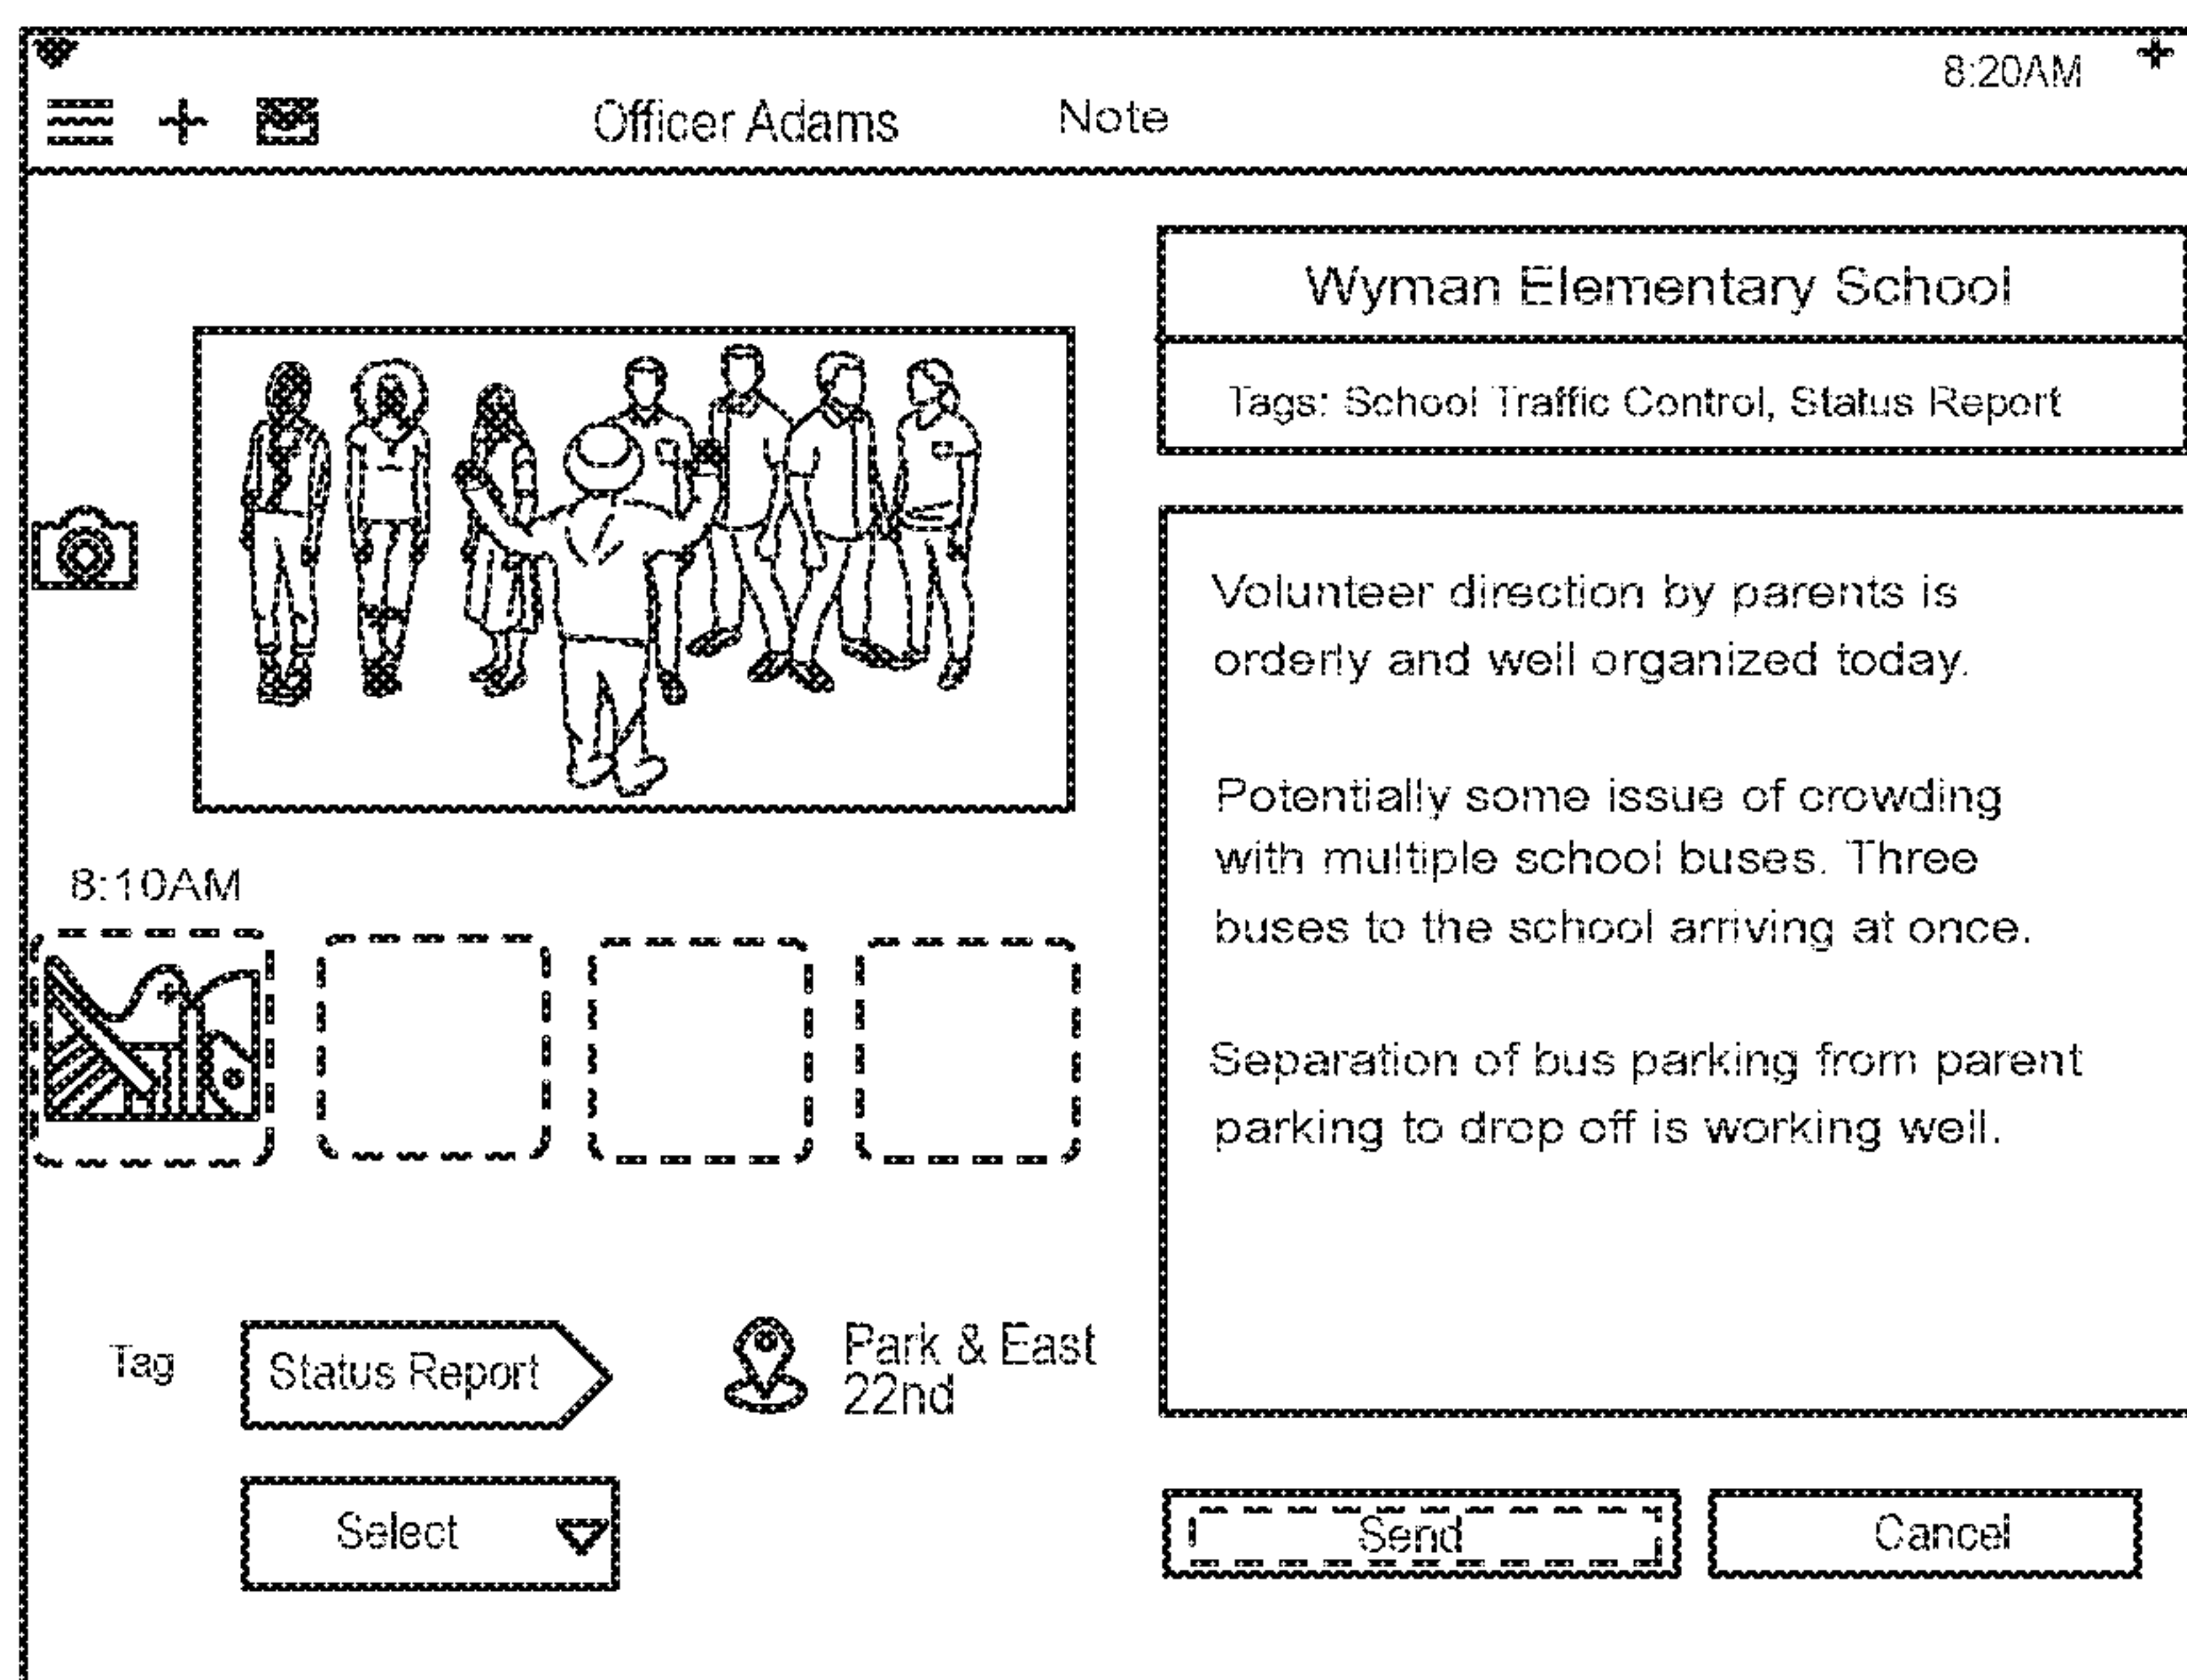 8:20AM
Officer Adams
Note
Wyman Elementary School
Tags: School Traffic Control, Status Report
Volunteer direction by parents is
orderly and well organized today.
Potentially some issue of crowding
with multiple school buses. Three
buses to the school arriving at once.
Separation of bus parking from parent
parking to drop off is working well.
8:10AM
Tag
Status Report
Park & East
22nd
Select
Send
Cancel